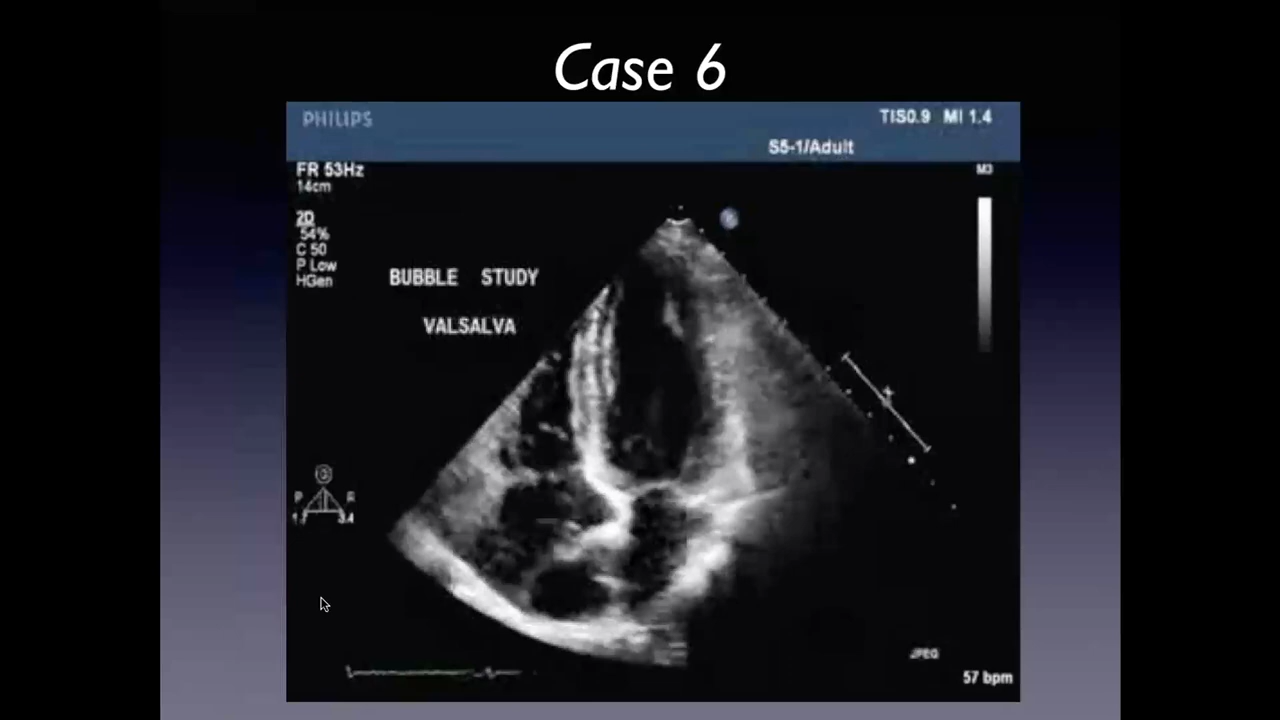 Case 6
PHILIPS
TIS0.9 MI 1.4
S5-1/Adult
FR 53Hz
14cm
M3
2D
54%
C 50
P Low
HGen
BUBBLE STUDY
VALSALVA
P R
JPEG
57 bpm